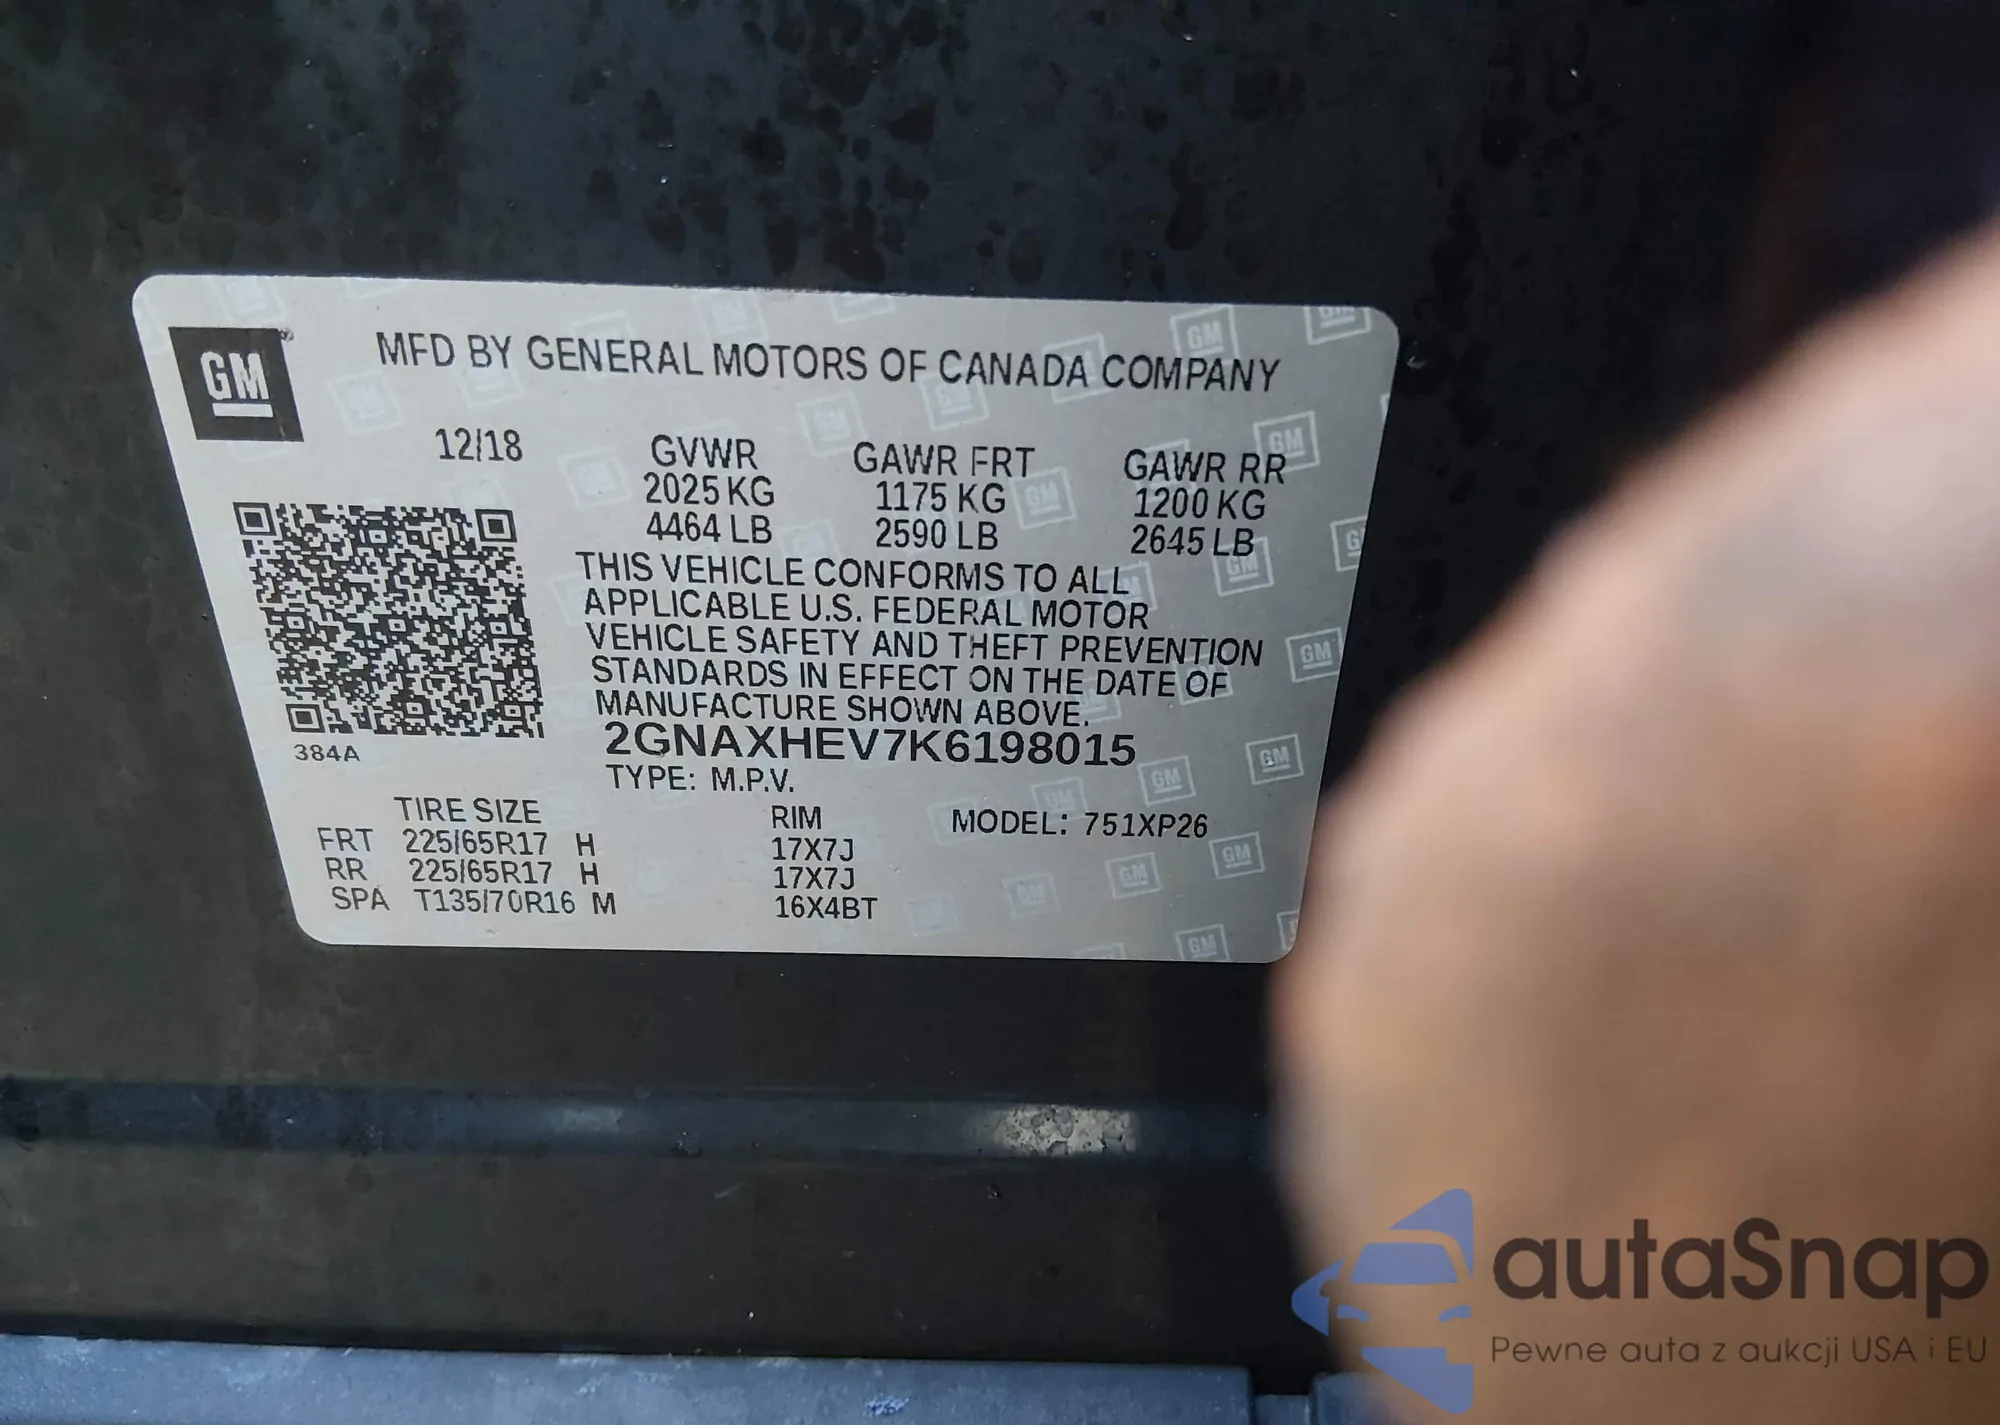 GM
MFD BY GENERAL MOTORS OF CANADA COMPANY
12/18
GVWR GAWR FRT GAWR RR
2025 KG 1175 KG 1200 KG
4464 LB 2590 LB 2645 LB
THIS VEHICLE CONFORMS TO ALL
APPLICABLE U.S. FEDERAL MOTOR
VEHICLE SAFETY AND THEFT PREVENTION
STANDARDS IN EFFECT ON THE DATE OF
MANUFACTURE SHOWN ABOVE.
2GNAXHEV7K6198015
384A
TYPE: M.P.V.
TIRE SIZE RIM MODEL: 751XP26
FRT 225/65R17 H 17X7J
RR 225/65R17 H 17X7J
SPA T135/70R16 M 16X4BT
autaSnap
Pewne auta z aukcji USA i EU